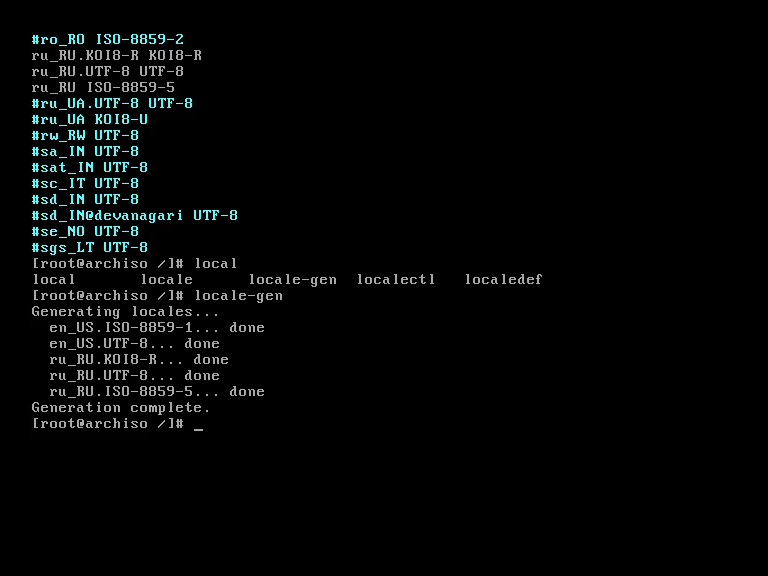 #ro_RO ISO-8859-2
ru_RU.KOI8-R KOI8-R
ru_RU.UTF-8 UTF-8
ru_RU ISO-8859-5
#ru_UA.UTF-8 UTF-8
#ru_UA KOI8-U
#rw_RW UTF-8
#sa_IN UTF-8
#sat_IN UTF-8
#sc_IT UTF-8
#sd_IN UTF-8
#sd_IN@devanagari UTF-8
#se_NO UTF-8
#sgs_LT UTF-8
[root@archiso /]# local
local locale locale-gen localectl localedef
[root@archiso /]# locale-gen
Generating locales...
en_US.ISO-8859-1... done
en_US.UTF-8... done
ru_RU.KOI8-R... done
ru_RU.UTF-8... done
ru_RU.ISO-8859-5... done
Generation complete.
[root@archiso /]# _